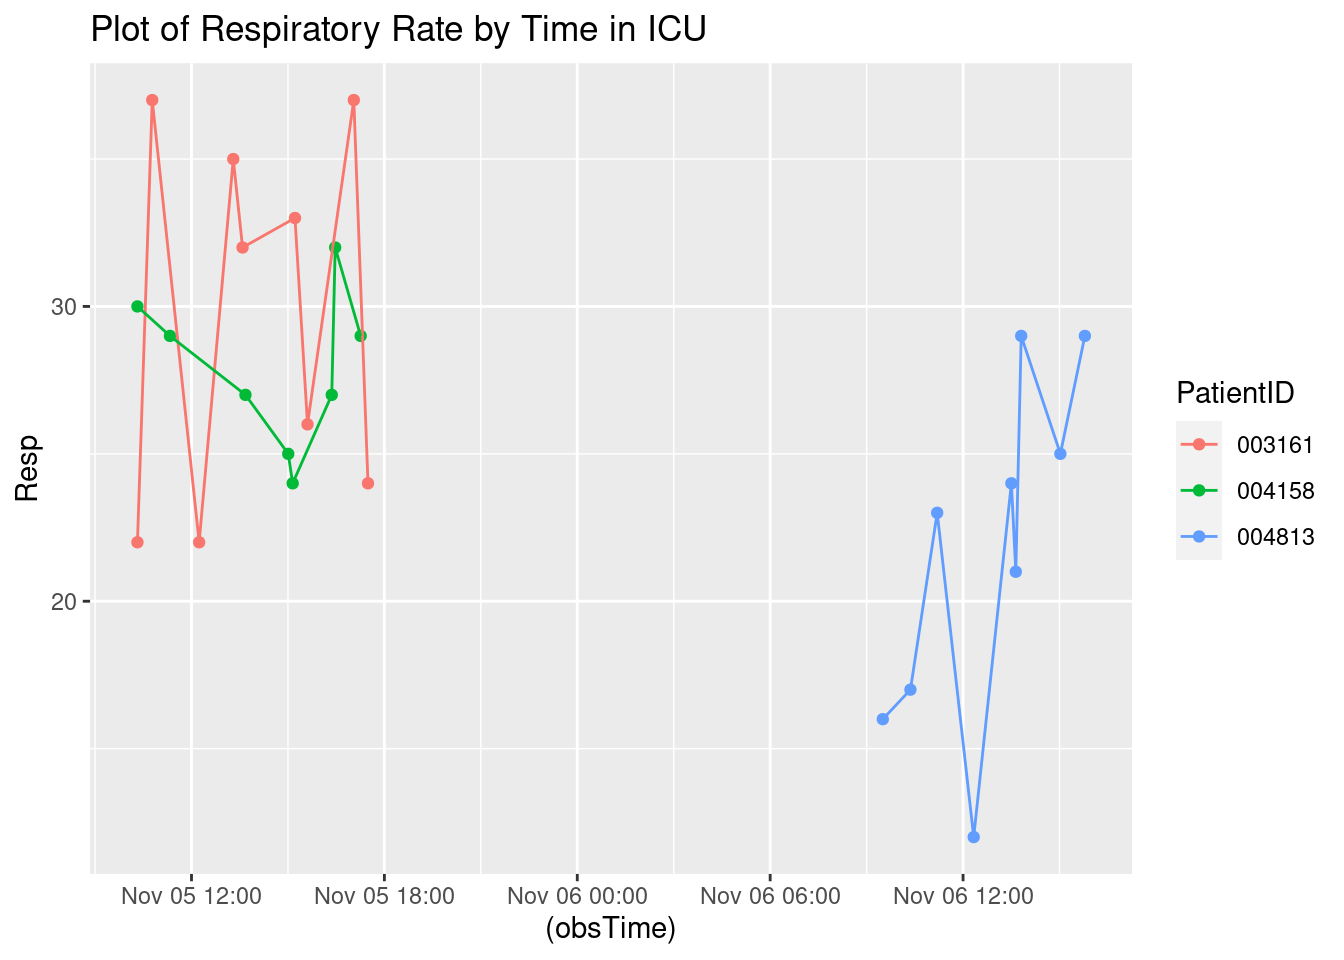 Plot of Respiratory Rate by Time in ICU
Resp
30
20
Nov 05 12:00 Nov 05 18:00 Nov 06 00:00 Nov 06 06:00 Nov 06 12:00
(obsTime)
PatientID
003161
004158
004813